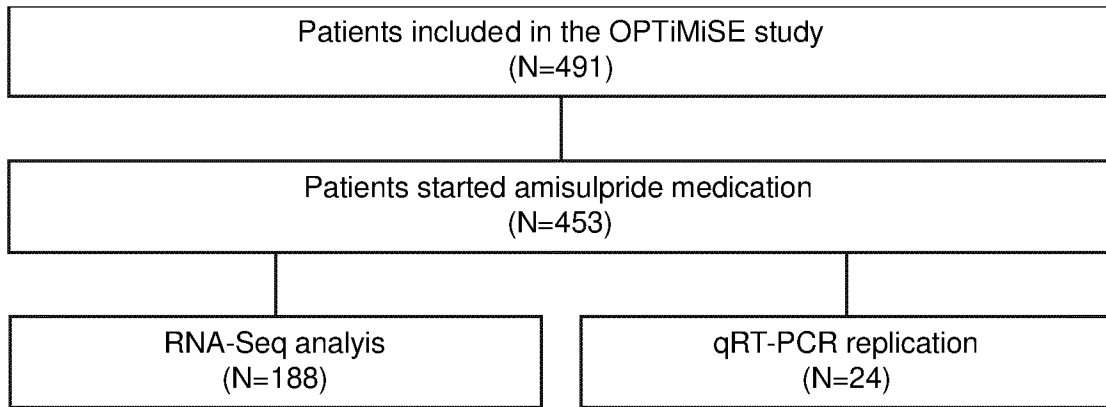 Patients included in the OPTiMiSE study
(N=491)
Patients started amisulpride medication
(N=453)
RNA-Seq analyis
(N=188)
qRT-PCR replication
(N=24)